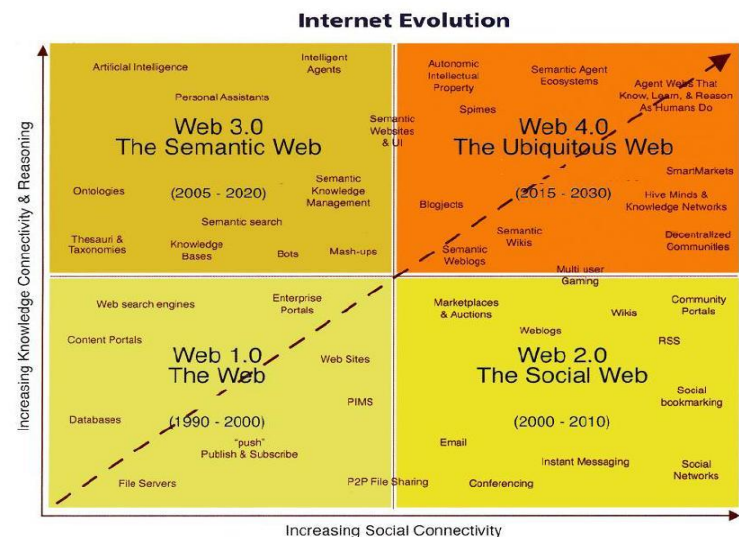 Internet Evolution
Increasing Knowledge Connectivity & Reasoning
Artificial Intelligence
Intelligent
Agents
Personal Assistants
Web 3.0
The Semantic Web
(2005 - 2020)
Semantic
Websites
& UI
Ontologies
Semantic
Knowledge
Management
Semantic search
Thesauri &
Taxonomies
Knowledge
Bases
Bots
Mash-ups
Autonomic
Intellectual
Property
Semantic Agent
Ecosystems
Agent Webs That
Know, Learn, & Reason
As Humans Do
Spimes
Web 4.0
The Ubiquitous Web
(2015 - 2030)
SmartMarkets
Blogjects
Hive Minds &
Knowledge Networks
Semantic
Wikis
Semantic
Weblogs
Decentralized
Communities
Multi user
Gaming
Web search engines
Enterprise
Portals
Content Portals
Web 1.0
The Web
(1990 - 2000)
Web Sites
PIMS
Databases
"push"
Publish & Subscribe
File Servers
P2P File Sharing
Marketplaces
& Auctions
Wikis
Community
Portals
Weblogs
RSS
Web 2.0
The Social Web
(2000 - 2010)
Social
bookmarking
Email
Instant Messaging
Social
Networks
Conferencing
Increasing Social Connectivity